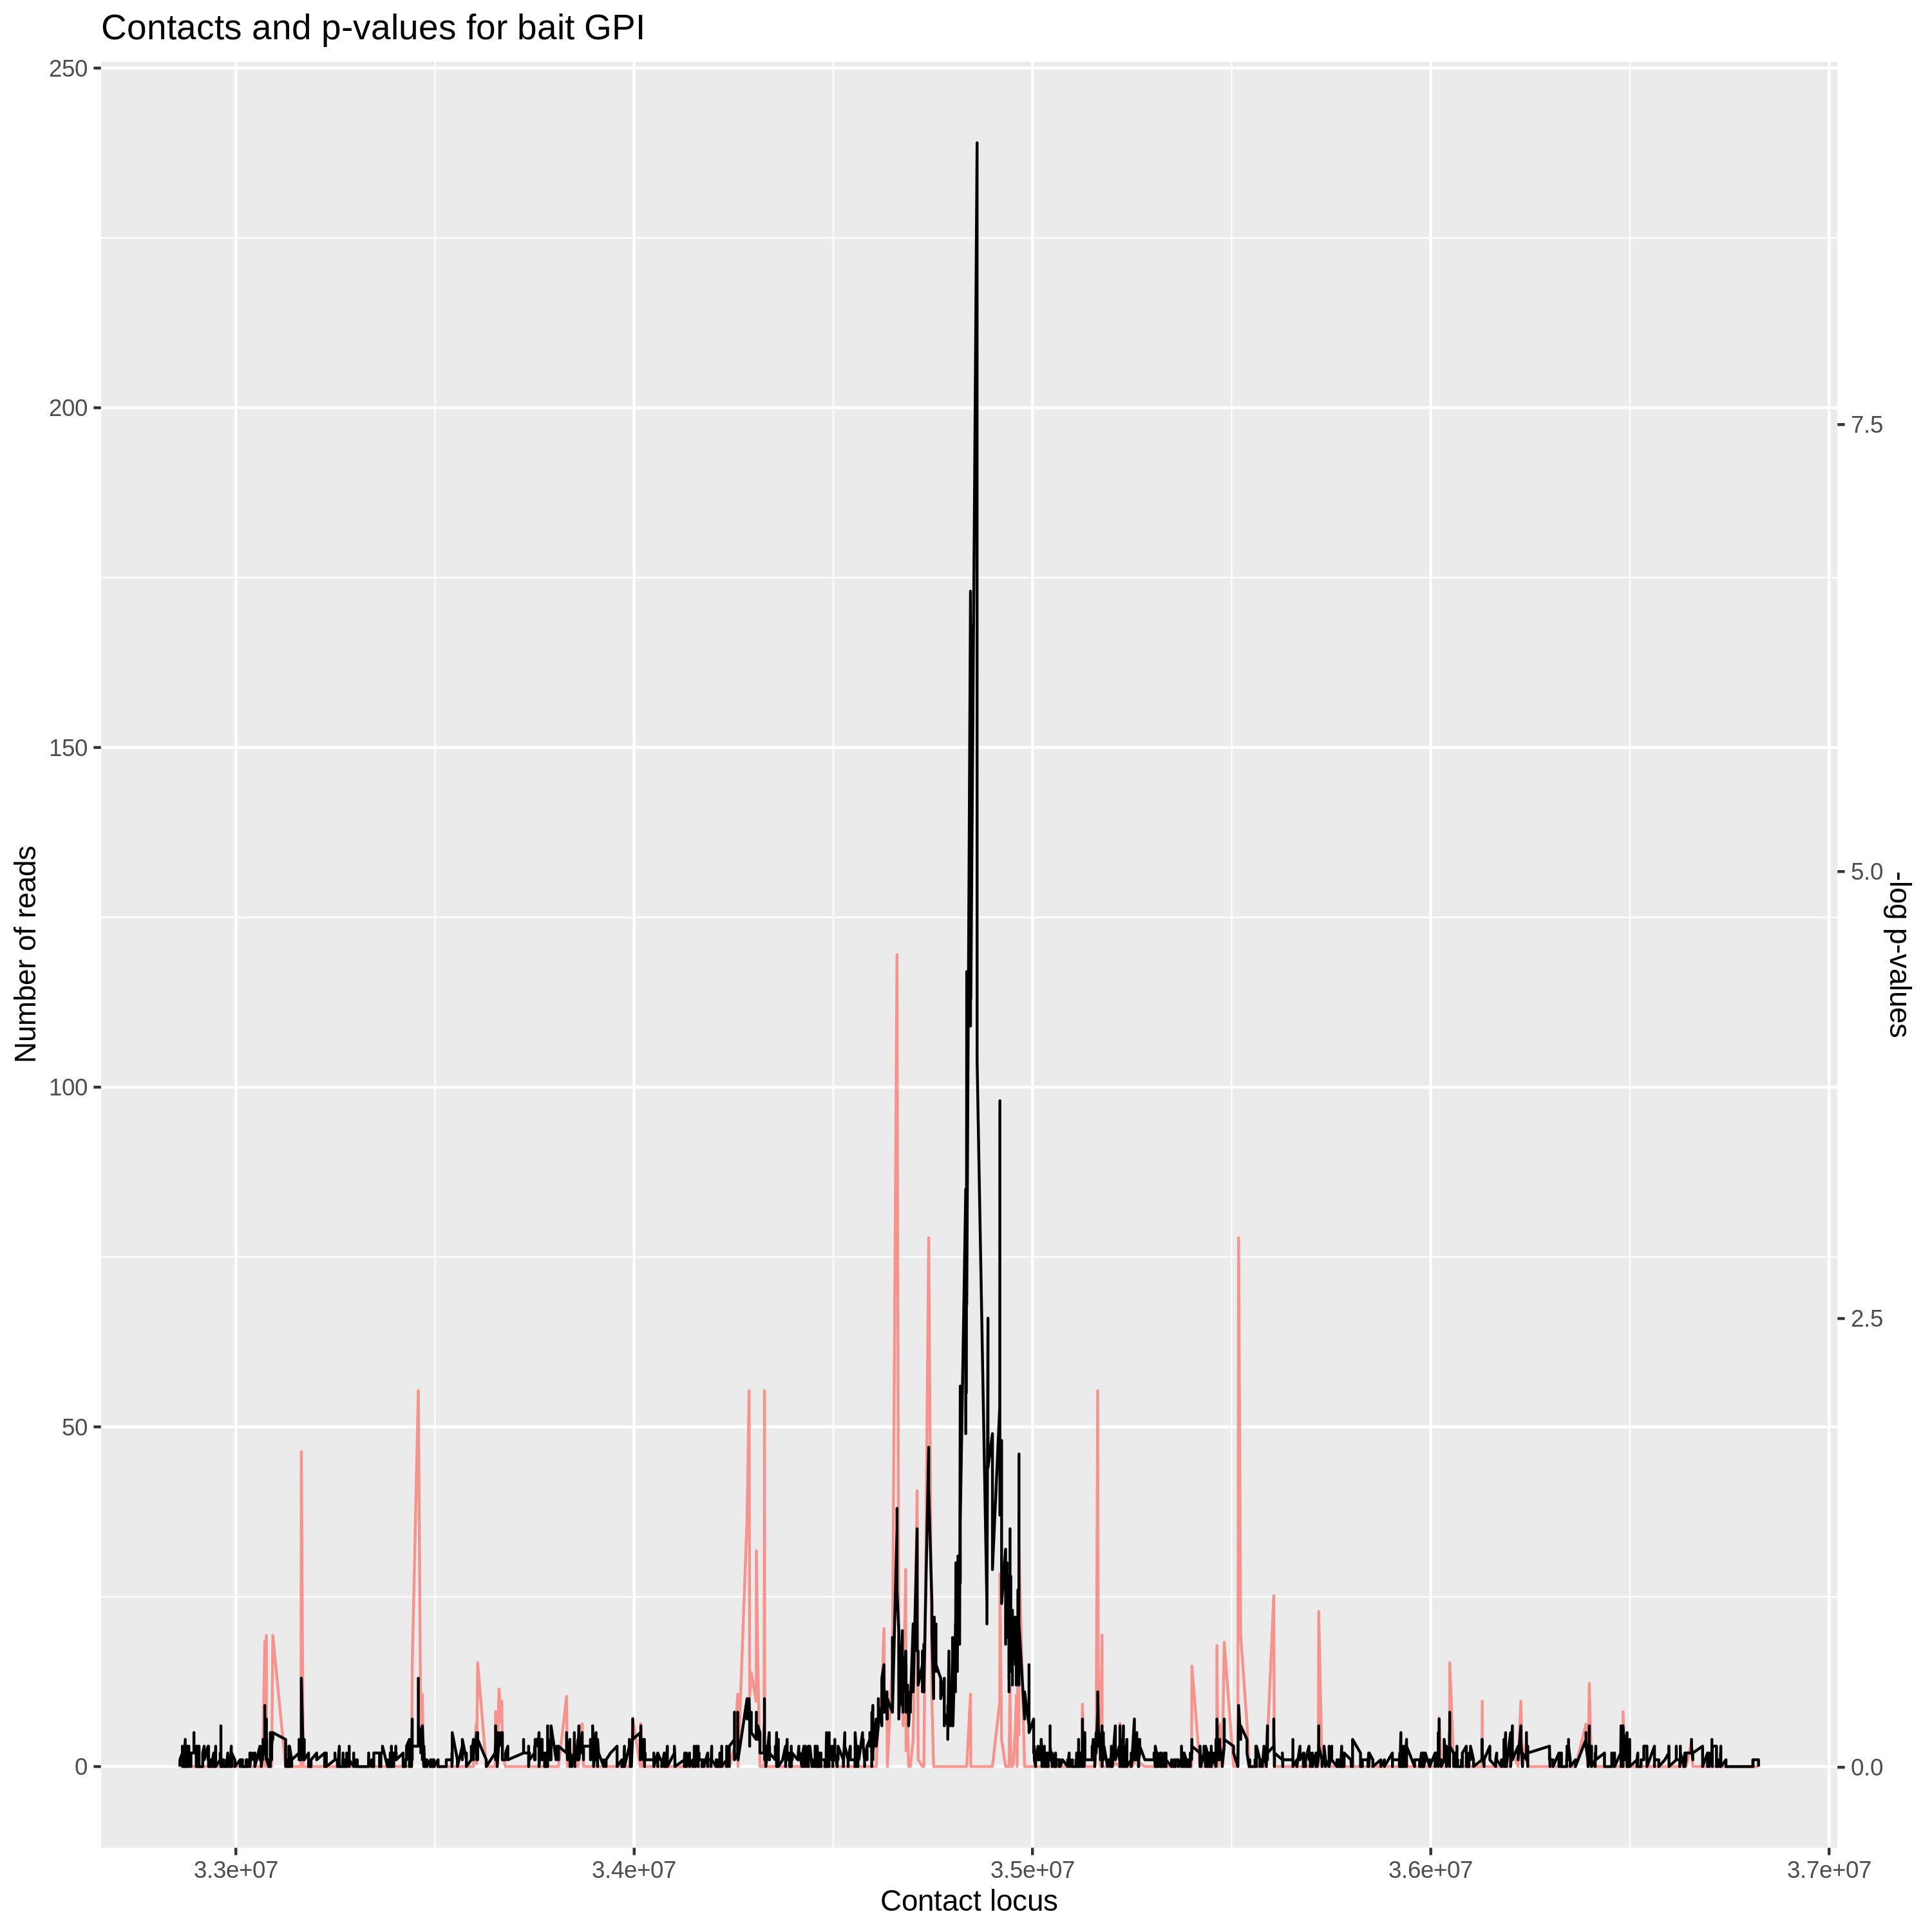 Contacts and p-values for bait GPI
250
200
150
100
50
0
Number of reads
7.5
5.0
2.5
0.0
-log p-values
3.3e+07
3.4e+07
3.5e+07
3.6e+07
3.7e+07
Contact locus